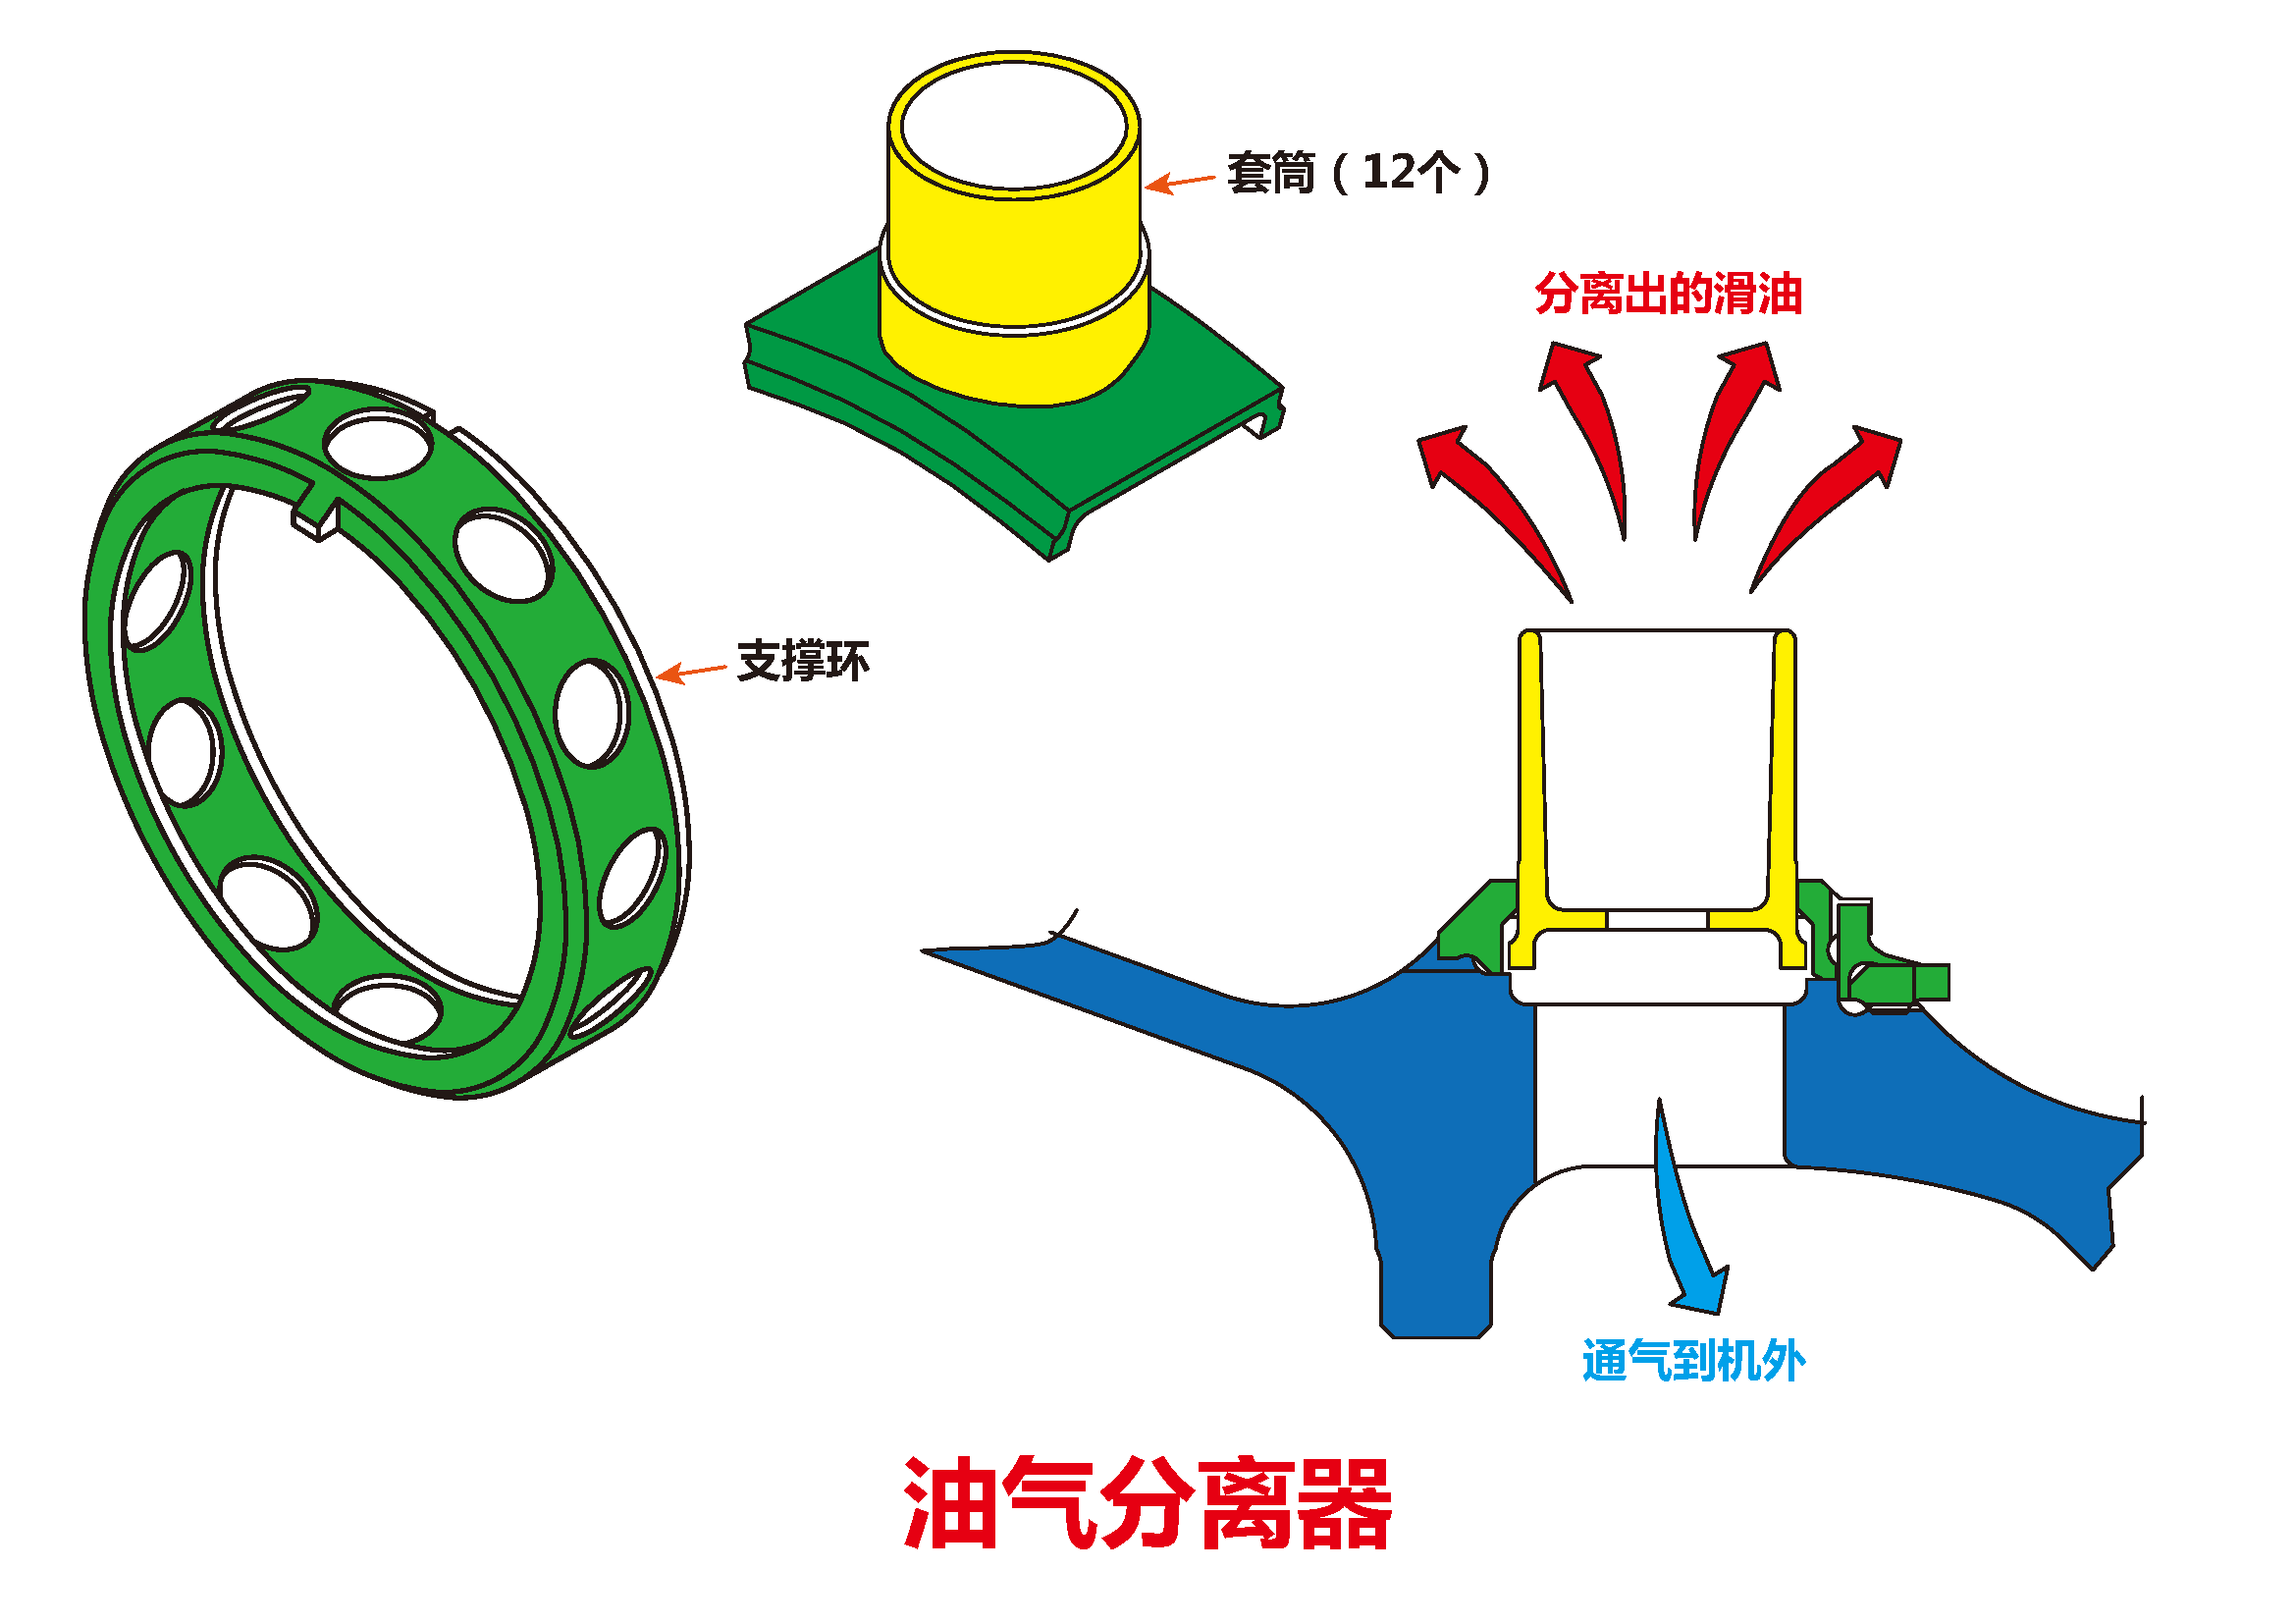 套筒（12个）
分离出的滑油
支撑环
通气到机外
油气分离器